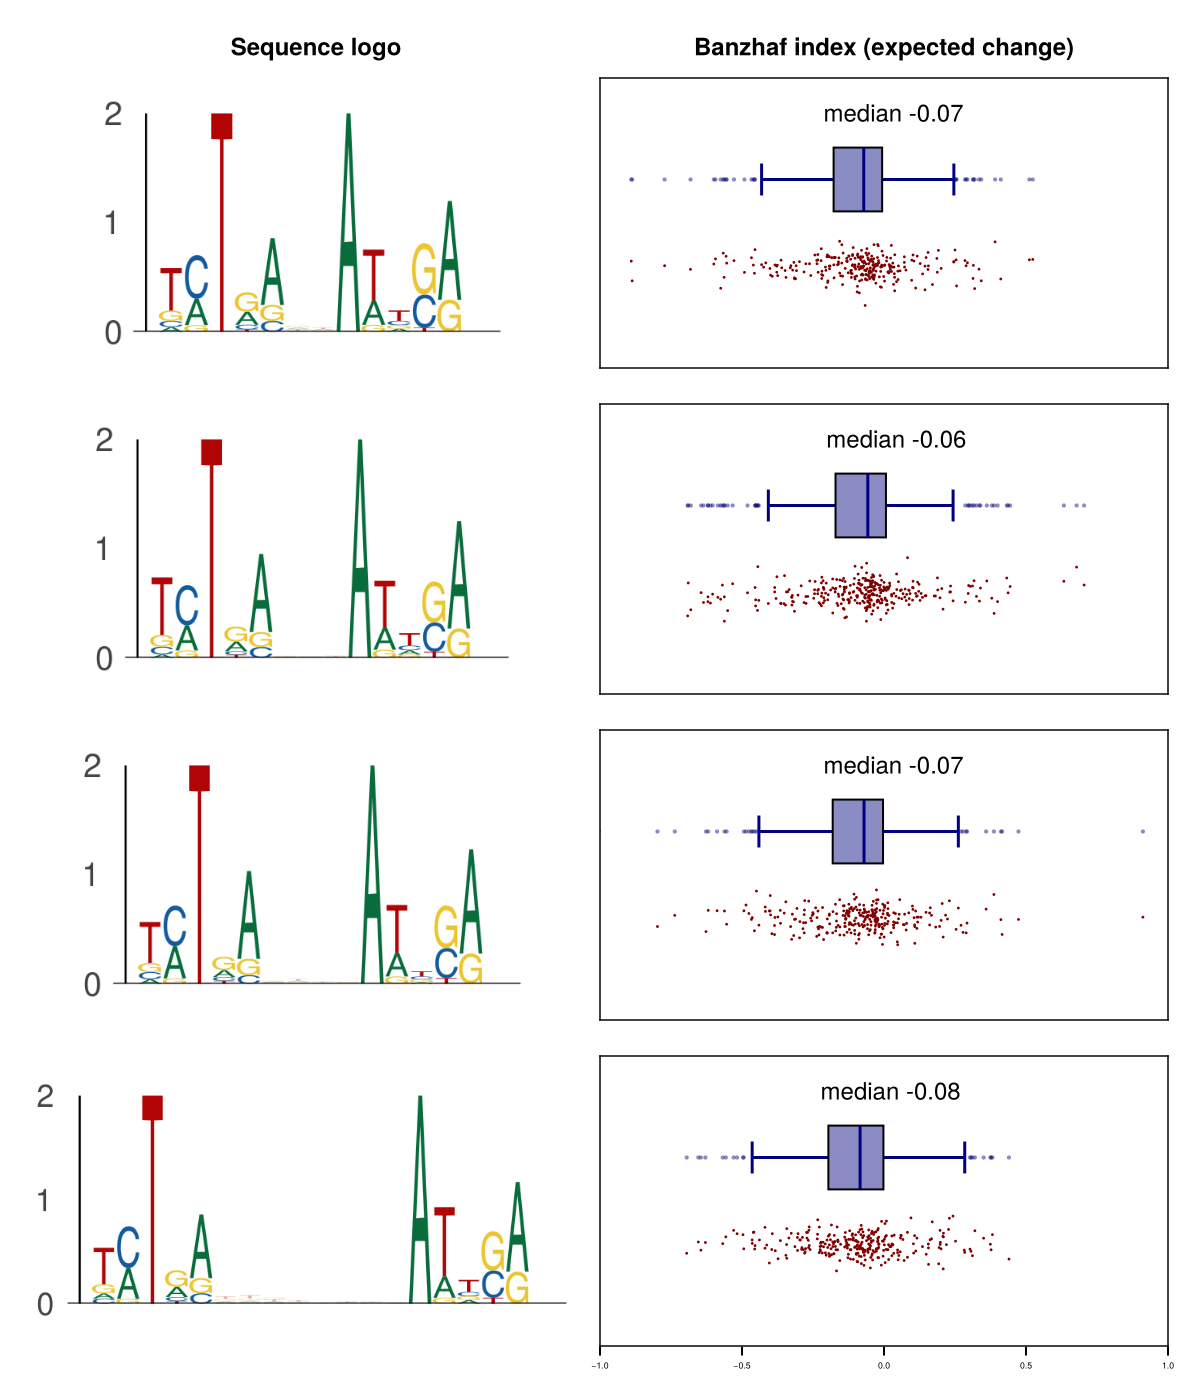 Sequence logo
Banzhaf index (expected change)
2
1
0
T C T G A A T T G A
G A A G A C G
median -0.07
2
1
0
T C T G A A T T G A
G A A G A C G
median -0.06
2
1
0
T C T G A A T T G A
G A A G A C G
median -0.07
2
1
0
T C T G A A T T G A
G A A G A C G
median -0.08
-1.0
-0.5
0.0
0.5
1.0